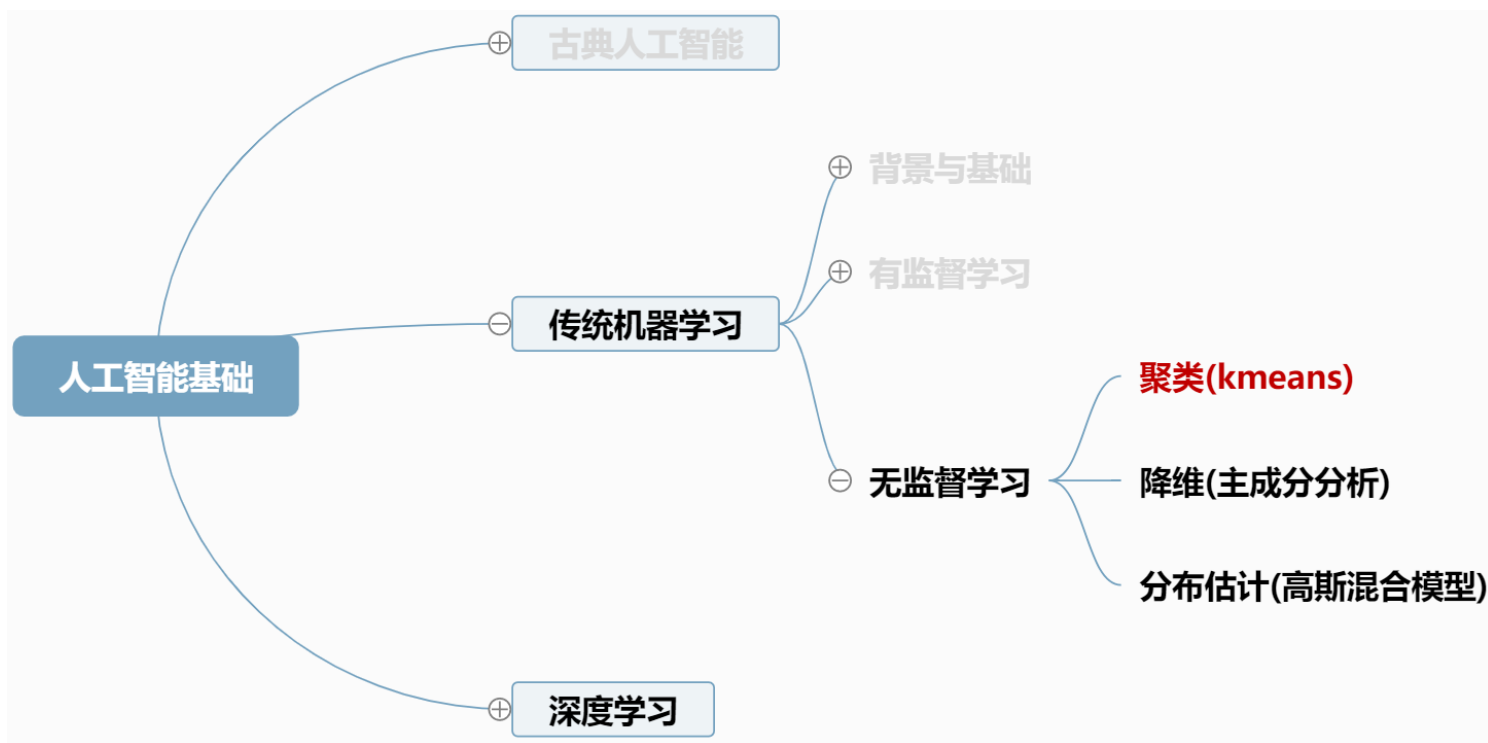 古典人工智能
背景与基础
有监督学习
传统机器学习
人工智能基础
聚类(kmeans)
无监督学习
降维(主成分分析)
分布估计(高斯混合模型)
深度学习